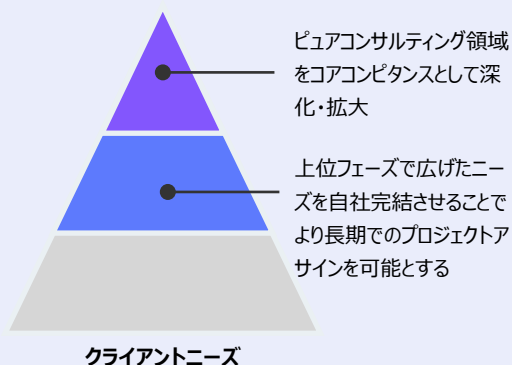 ピュアコンサルティング領域
をコアコンピタンスとして深
化・拡大
上位フェーズで広げたニー
ズを自社完結させることで
より長期でのプロジェクトア
サインを可能とする
クライアントニーズ